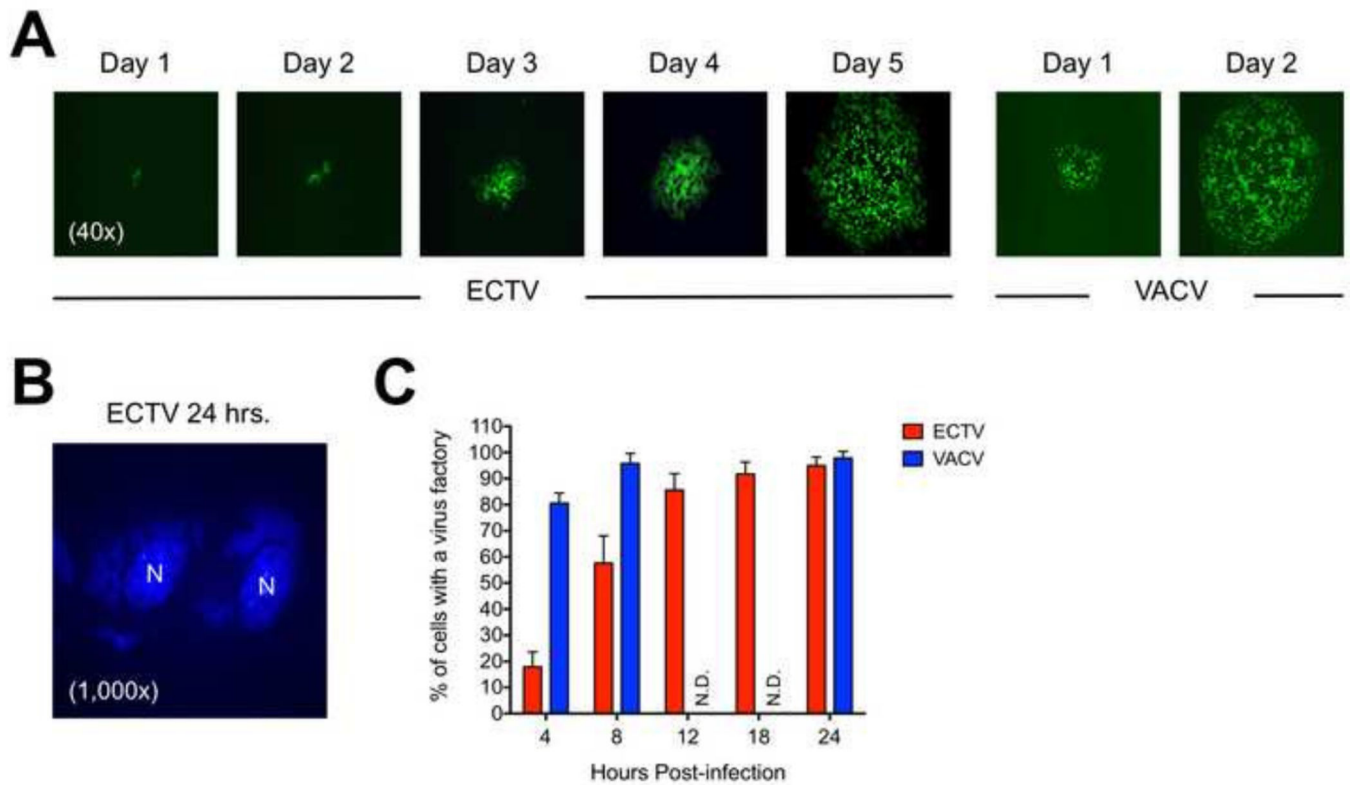 A
Day 1 Day 2 Day 3 Day 4 Day 5 Day 1 Day 2
(40x)
ECTV VACV
B
ECTV 24 hrs.
N N
(1,000x)
C
% of cells with a virus factory
110
100
90
80
70
60
50
40
30
20
10
0
N.D. N.D.
4 8 12 18 24
Hours Post-infection
ECTV
VACV